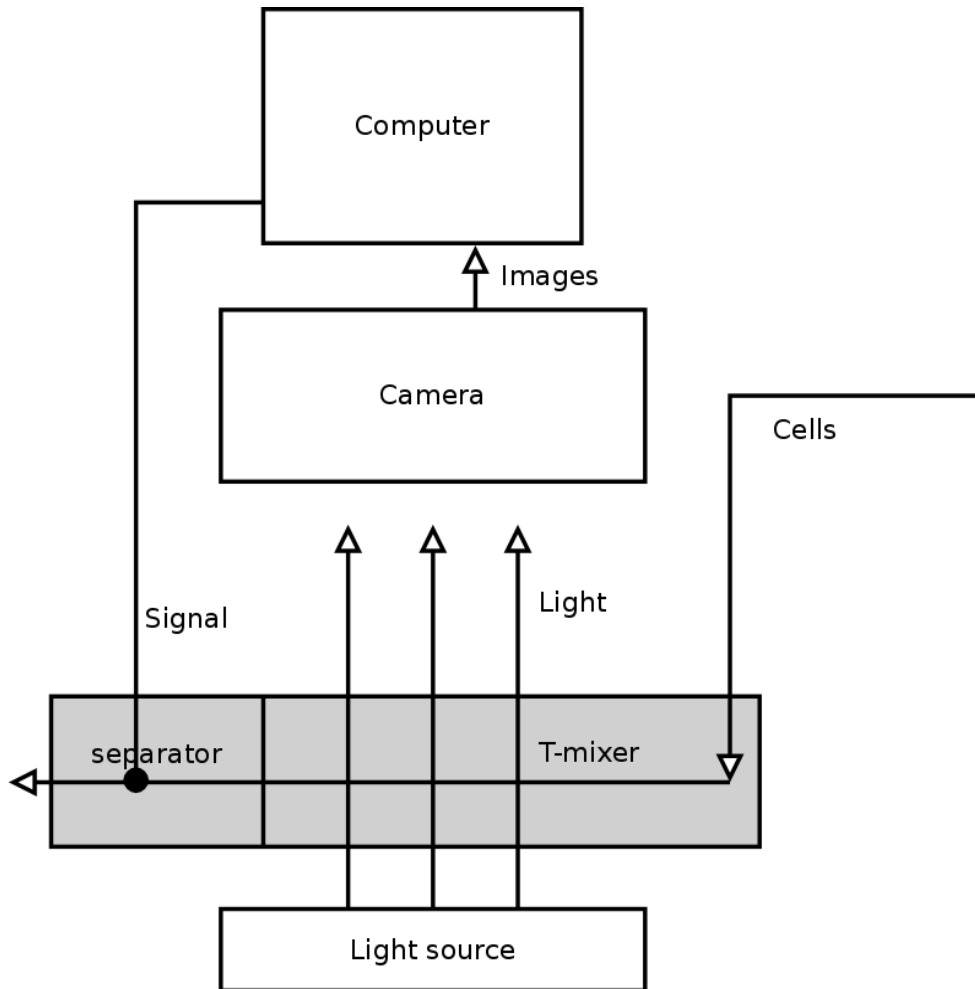 Computer
Images
Camera
Cells
Light
Signal
separator
T-mixer
Light source